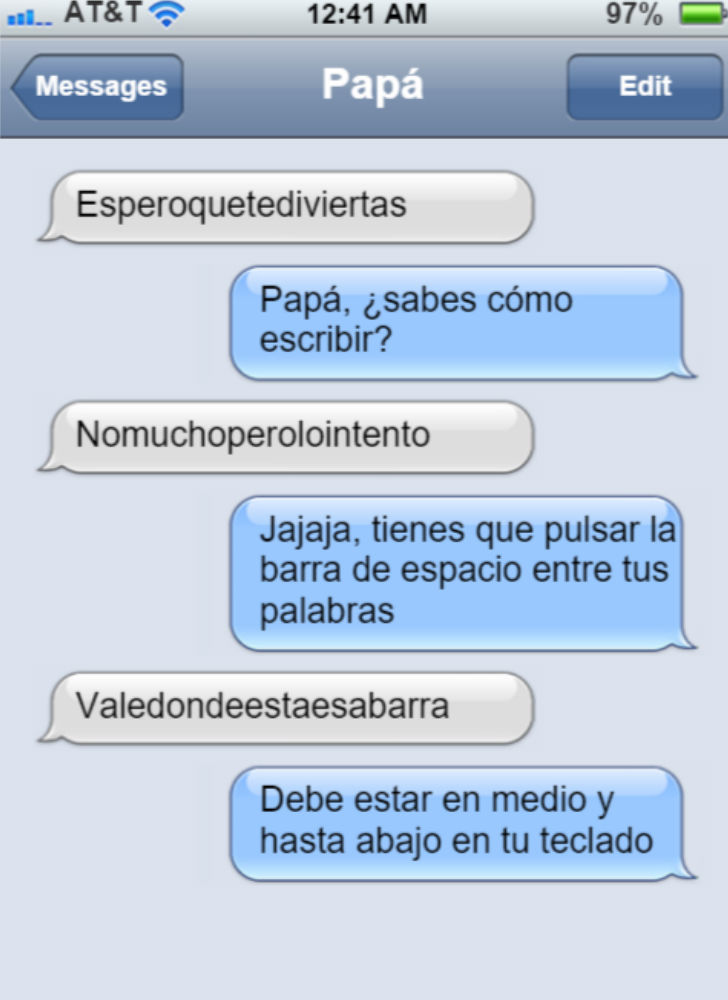 AT&T 12:41 AM 97%
Messages Papá Edit
Esperoquetediviertas
Papá, ¿sabes cómo
escribir?
Nomuchoperolointento
Jajaja, tienes que pulsar la
barra de espacio entre tus
palabras
Valedondeestaesabarra
Debe estar en medio y
hasta abajo en tu teclado